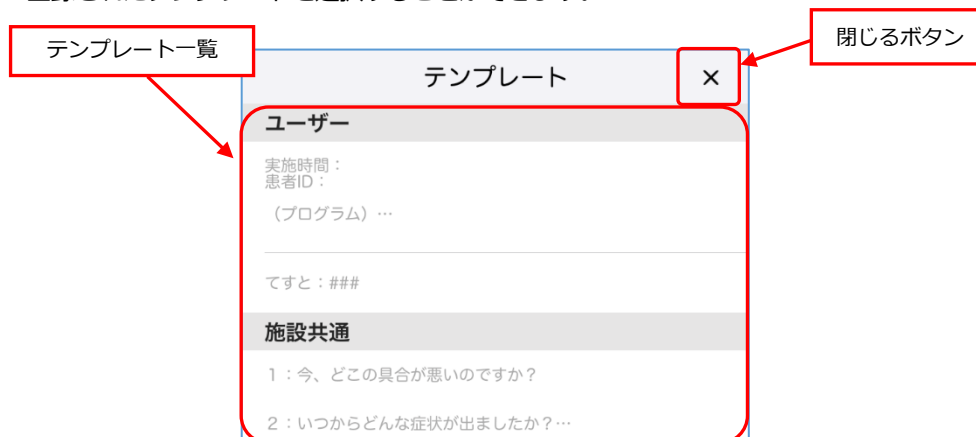 テンプレート一覧
閉じるボタン
テンプレート
×
ユーザー
実施時間：
患者ID：
（プログラム）…
てすと：###
施設共通
１：今、どこの具合が悪いのですか？
２：いつからどんな症状が出ましたか？…